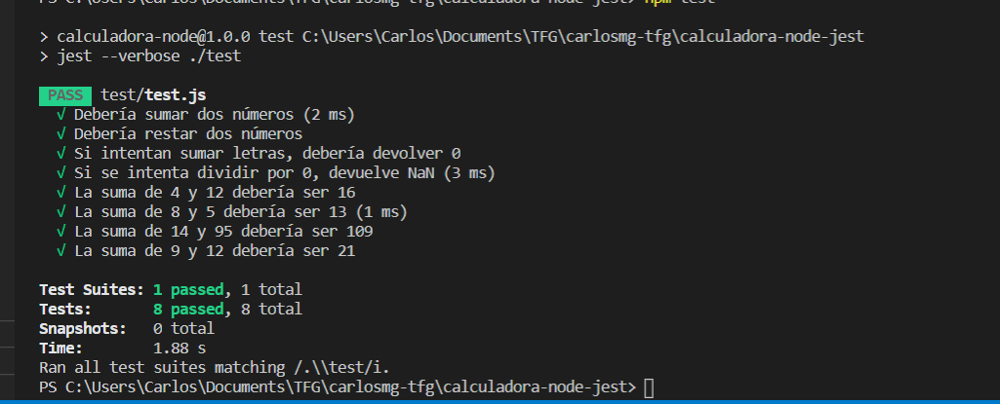 PS C:\Users\Carlos\Documents\TFG\carlosmg-tfg\calculadora-node-jest> npm test
> calculadora-node@1.0.0 test C:\Users\Carlos\Documents\TFG\carlosmg-tfg\calculadora-node-jest
> jest --verbose ./test
PASS test/test.js
√ Debería sumar dos números (2 ms)
√ Debería restar dos números
√ Si intentan sumar letras, debería devolver 0
√ Si se intenta dividir por 0, devuelve NaN (3 ms)
√ La suma de 4 y 12 debería ser 16
√ La suma de 8 y 5 debería ser 13 (1 ms)
√ La suma de 14 y 95 debería ser 109
√ La suma de 9 y 12 debería ser 21
Test Suites: 1 passed, 1 total
Tests: 8 passed, 8 total
Snapshots: 0 total
Time: 1.88 s
Ran all test suites matching /.\\test/i.
PS C:\Users\Carlos\Documents\TFG\carlosmg-tfg\calculadora-node-jest>